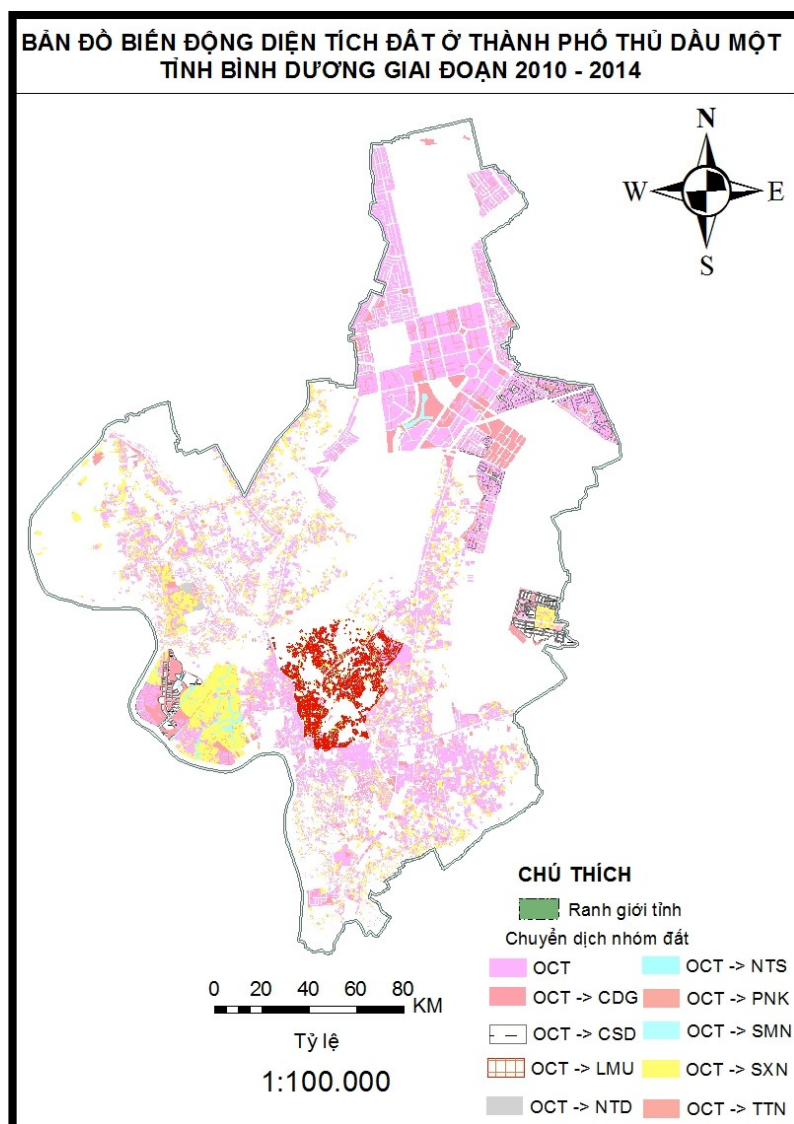 BẢN ĐỒ BIẾN ĐỘNG DIỆN TÍCH ĐẤT Ở THÀNH PHỐ THỦ DẦU MỘT
TỈNH BÌNH DƯƠNG GIAI ĐOẠN 2010 - 2014
N
W E
S
CHÚ THÍCH
Ranh giới tỉnh
Chuyển dịch nhóm đất
OCT
OCT -> CDG
OCT -> CSD
OCT -> LMU
OCT -> NTD
OCT -> NTS
OCT -> PNK
OCT -> SMN
OCT -> SXN
OCT -> TTN
0 20 40 60 80
KM
Tỷ lệ
1:100.000